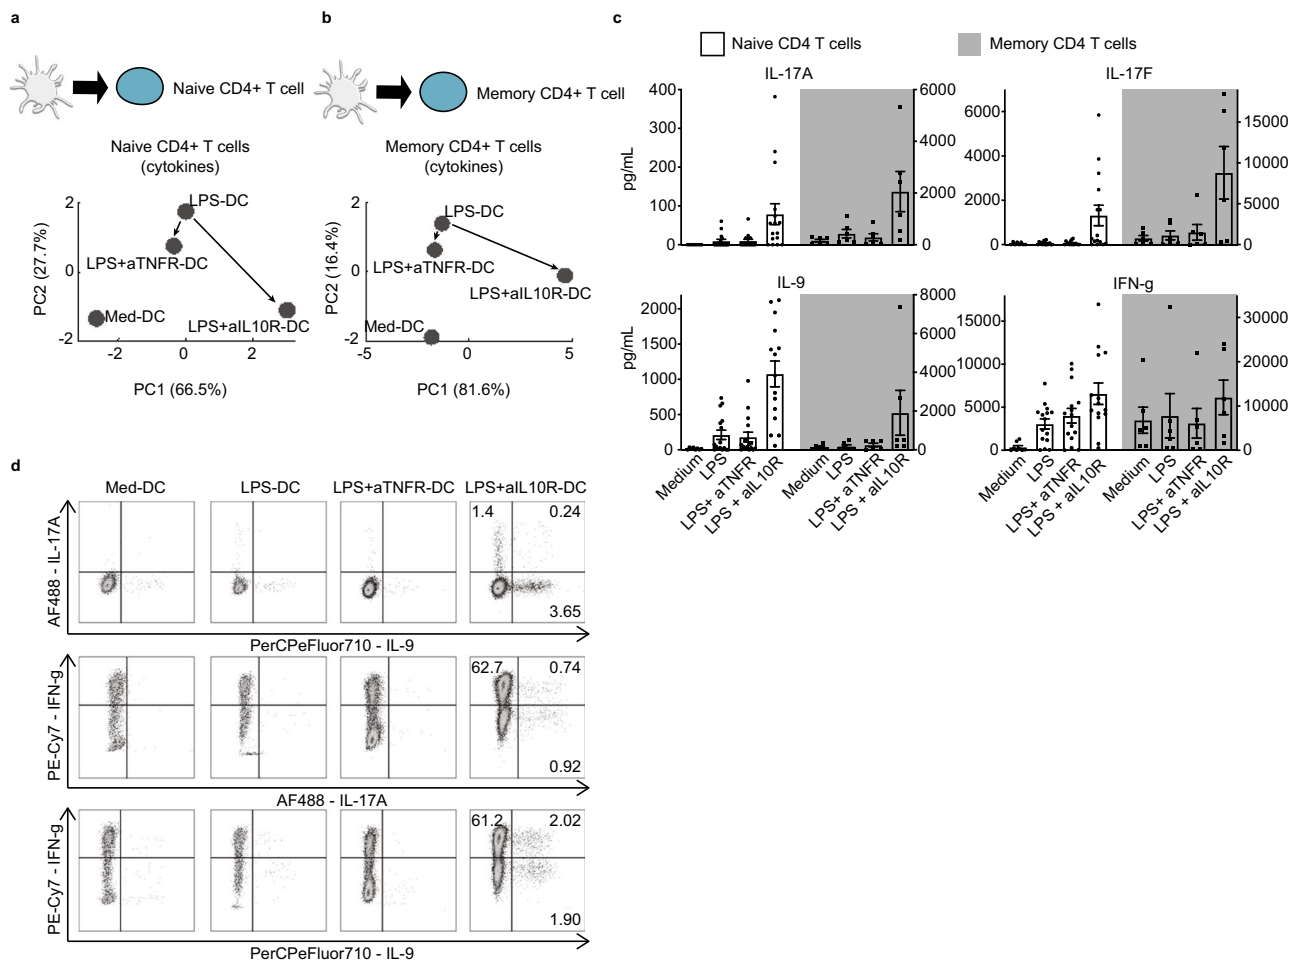 a
b
c
Naive CD4+ T cell
Memory CD4+ T cell
Naive CD4+ T cells
(cytokines)
PC2 (27.7%)
2
0
-2
LPS-DC
LPS+aTNFR-DC
Med-DC
LPS+aIL10R-DC
-2
0
2
PC1 (66.5%)
Memory CD4+ T cells
(cytokines)
PC2 (16.4%)
2
0
-2
LPS-DC
LPS+aTNFR-DC
LPS+aIL10R-DC
Med-DC
-5
0
5
PC1 (81.6%)
Naive CD4 T cells
Memory CD4 T cells
IL-17A
pg/mL
400
300
200
100
0
6000
4000
2000
0
IL-17F
6000
4000
2000
0
15000
10000
5000
0
IL-9
pg/mL
2000
1500
1000
500
0
8000
6000
4000
2000
0
Medium
LPS
LPS+ aTNFR
LPS + aIL10R
Medium
LPS
LPS+ aTNFR
LPS + aIL10R
IFN-g
15000
10000
5000
0
30000
20000
10000
0
Medium
LPS
LPS+ aTNFR
LPS + aIL10R
Medium
LPS
LPS+ aTNFR
LPS + aIL10R
d
Med-DC
LPS-DC
LPS+aTNFR-DC
LPS+aIL10R-DC
AF488 - IL-17A
1.4
0.24
3.65
PerCPeFluor710 - IL-9
PE-Cy7 - IFN-g
62.7
0.74
0.92
AF488 - IL-17A
PE-Cy7 - IFN-g
61.2
2.02
1.90
PerCPeFluor710 - IL-9